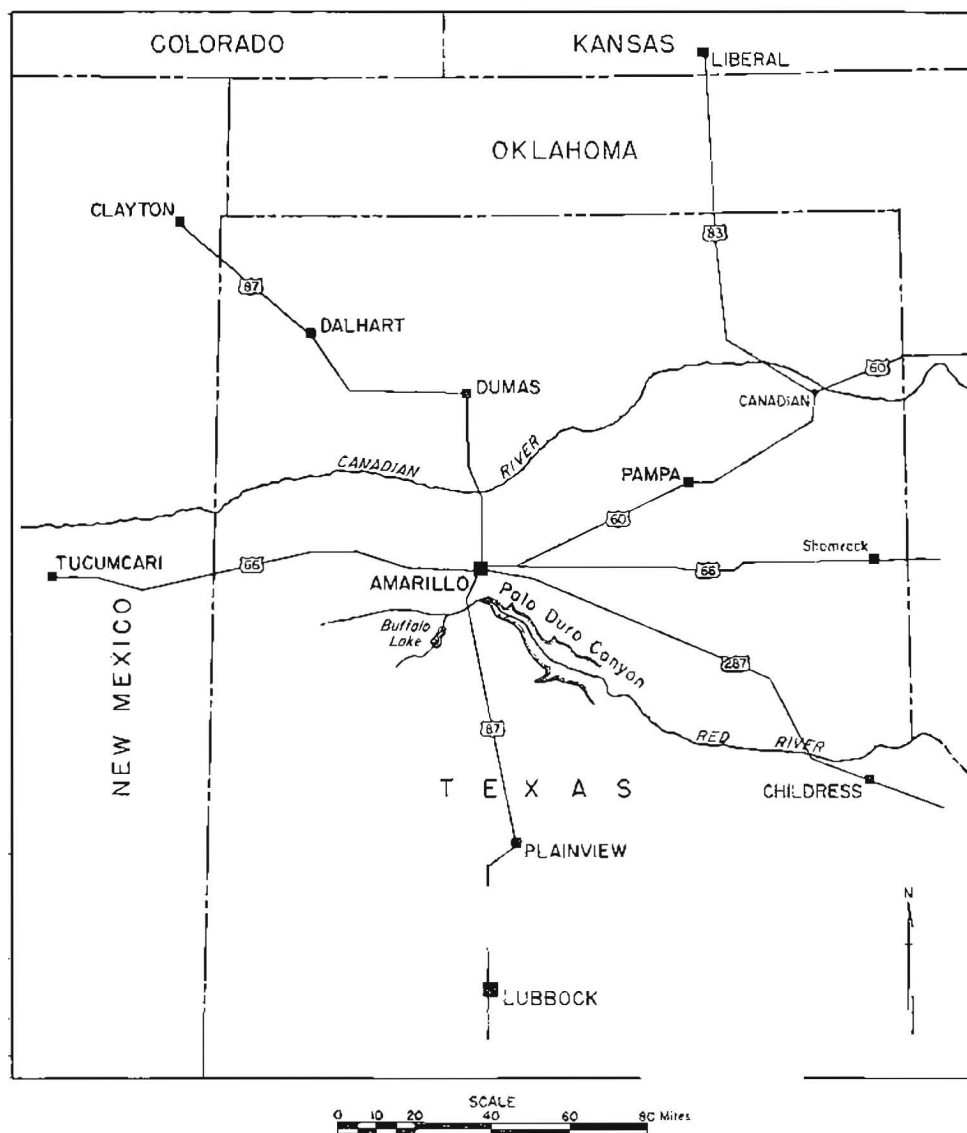 COLORADO
KANSAS
LIBERAL
OKLAHOMA
CLAYTON
83
87
DALHART
DUMAS
60
CANADIAN
CANADIAN
RIVER
PAMPA
60
TUCUMCARI
66
AMARILLO
66
Shamrock
Palo Duro Canyon
Buffalo
Lake
287
NEW MEXICO
87
RED
RIVER
TEXAS
CHILDRESS
PLAINVIEW
N
LUBBOCK
SCALE
0 10 20 40 60 80 Miles